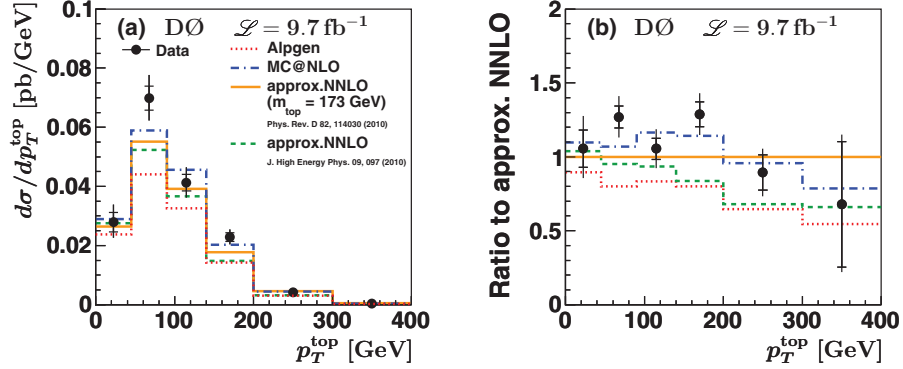 (a) DØ ℒ = 9.7 fb⁻¹
Data
Alpgen
MC@NLO
approx.NNLO
(m_top = 173 GeV)
Phys. Rev. D 82, 114030 (2010)
approx.NNLO
J. High Energy Phys. 09, 097 (2010)
dσ/dp_T^top [pb/GeV]
0.1
0.08
0.06
0.04
0.02
0
0 100 200 300 400
p_T^top [GeV]
(b) DØ ℒ = 9.7 fb⁻¹
Ratio to approx. NNLO
2
1.5
1
0.5
0
0 100 200 300 400
p_T^top [GeV]